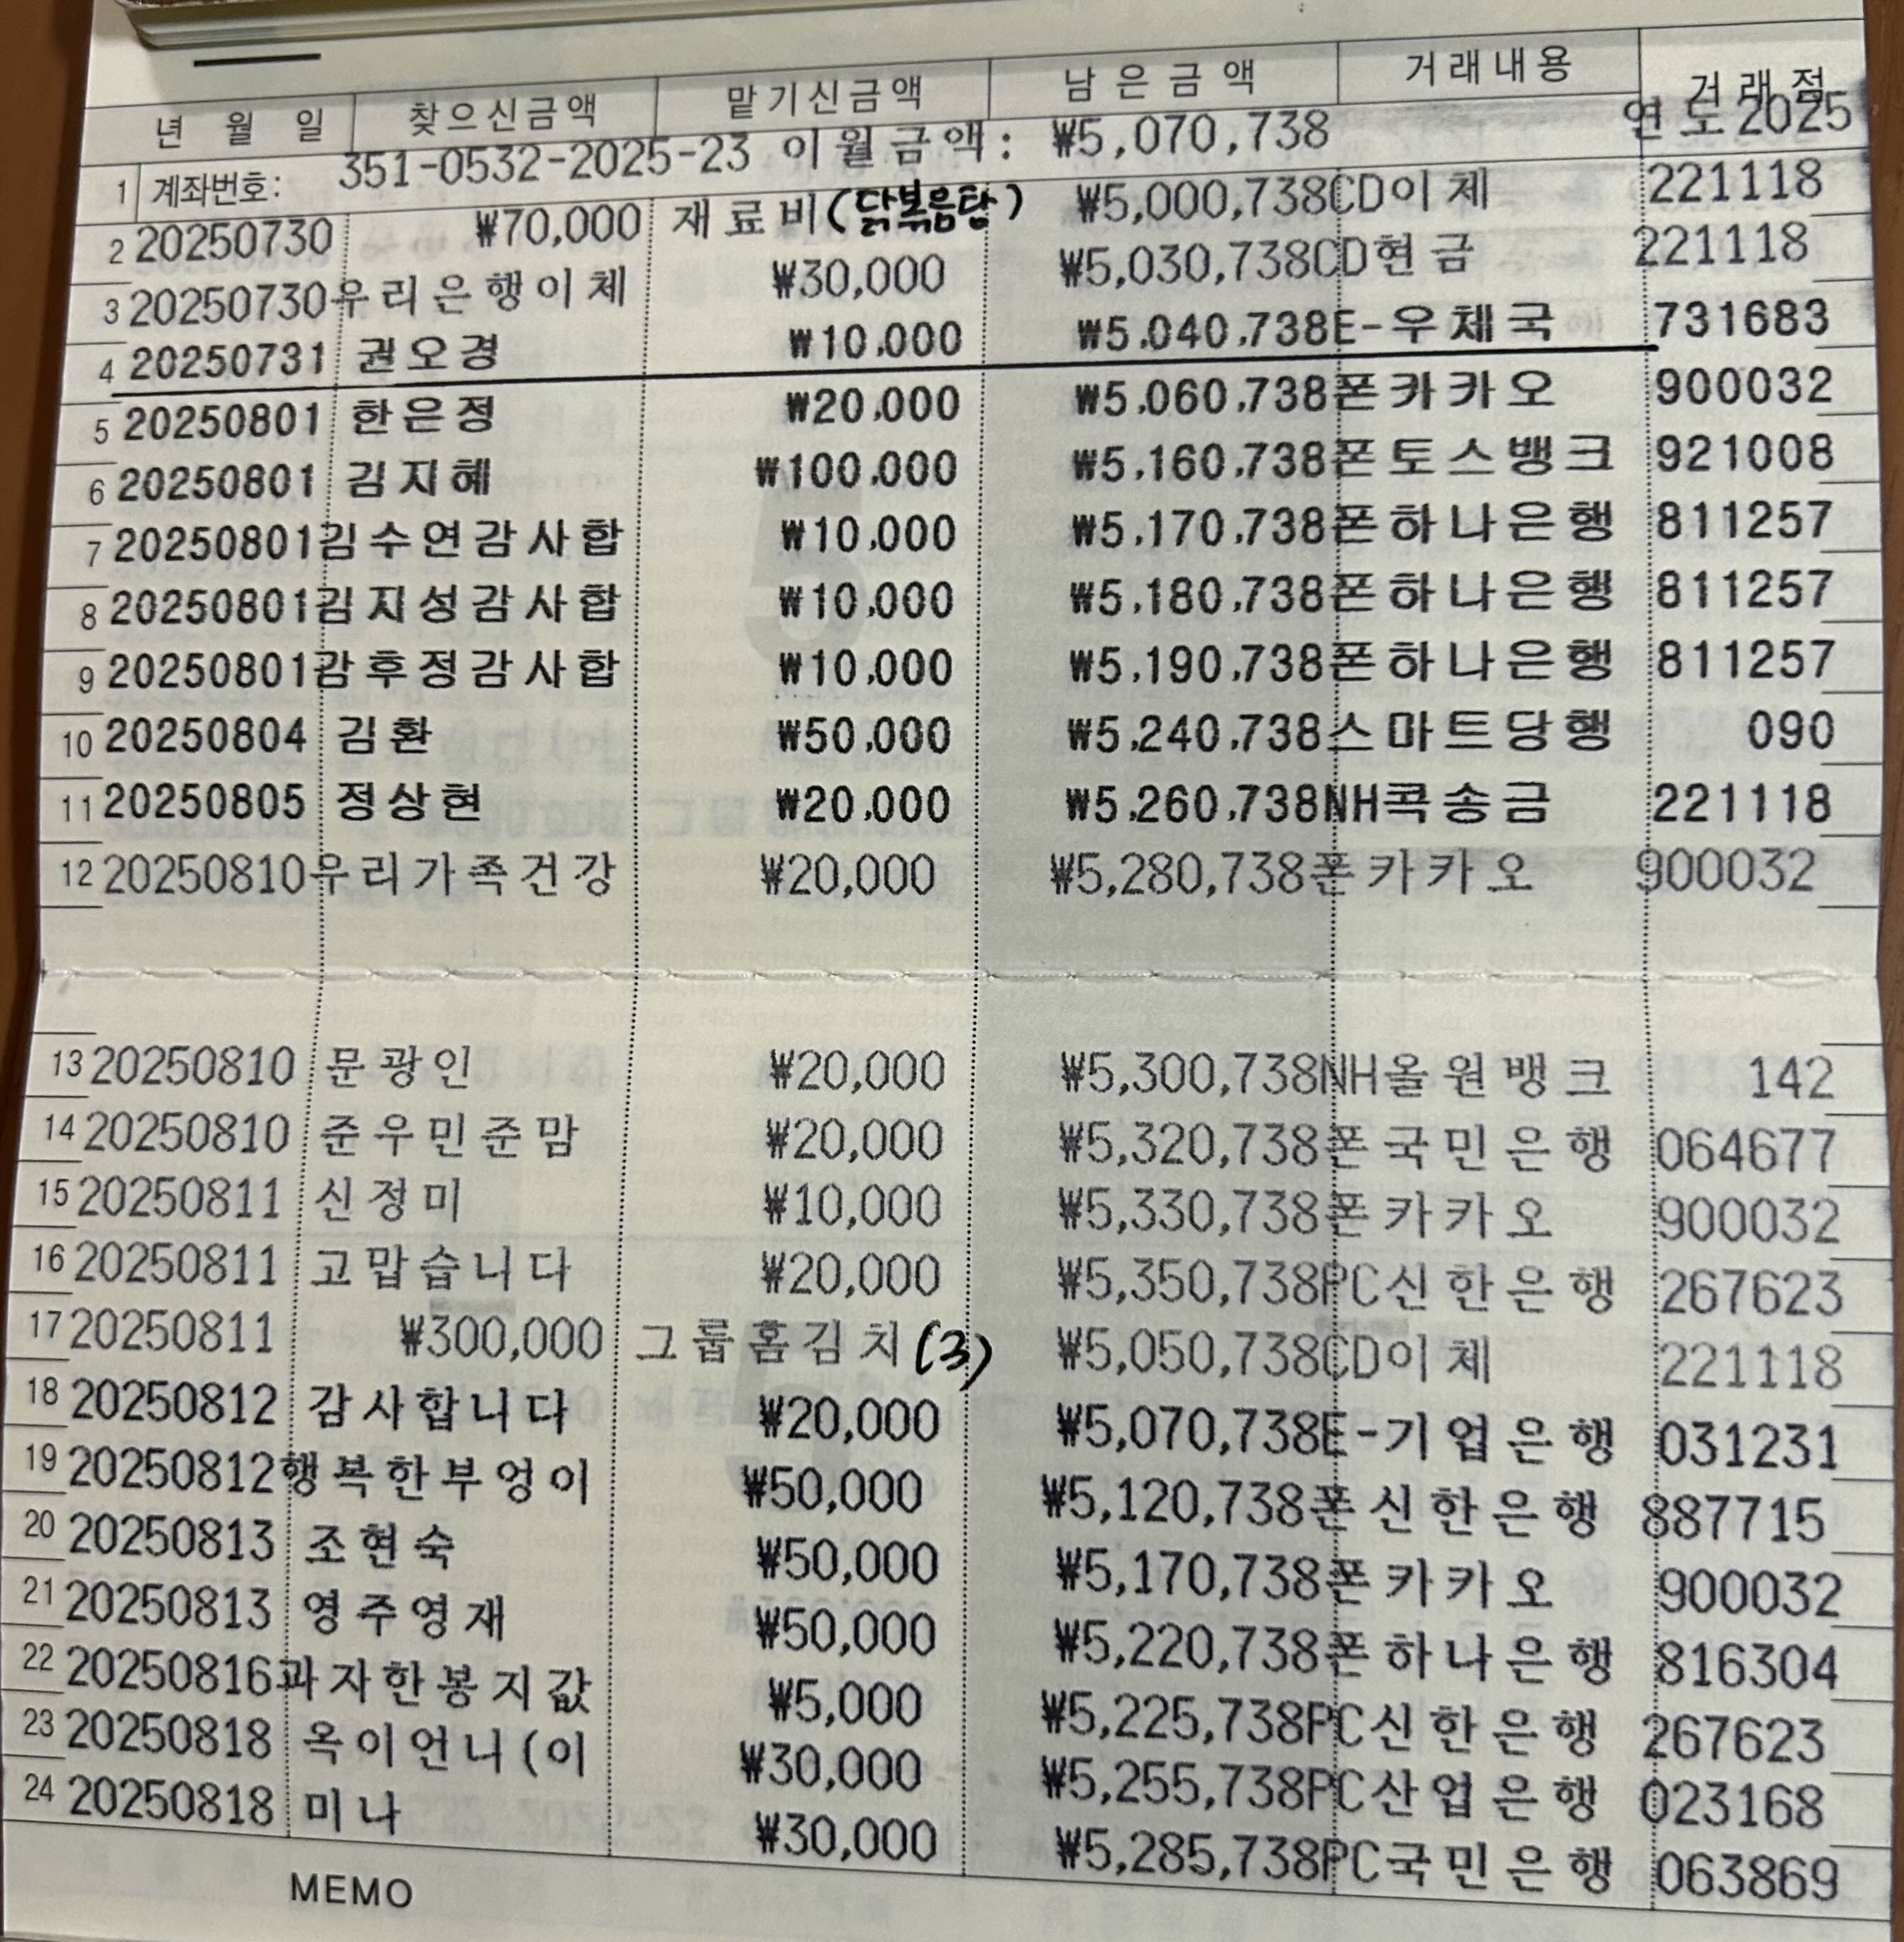 년 월 일 찾으신금액 맡기신금액 남은금액 거래내용 거래점
1 계좌번호: 351-0532-2025-23 이월금액: ₩5,070,738 연도2025
2 20250730 ₩70,000 재료비(닭볶음탕) ₩5,000,738CD이체 221118
3 20250730우리은행이체 ₩30,000 ₩5,030,738CD현금 221118
4 20250731 권오경 ₩10.000 ₩5.040.738E-우체국 731683
5 20250801 한은정 ₩20.000 ₩5.060.738폰카카오 900032
6 20250801 김지혜 ₩100.000 ₩5.160.738폰토스뱅크 921008
7 20250801김수연감사합 ₩10.000 ₩5.170.738폰하나은행 811257
8 20250801김지성감사합 ₩10.000 ₩5.180.738폰하나은행 811257
9 20250801감후정감사합 ₩10.000 ₩5.190.738폰하나은행 811257
10 20250804 김환 ₩50.000 ₩5.240.738스마트당행 090
11 20250805 정상현 ₩20.000 ₩5.260.738NH콕송금 221118
12 20250810우리가족건강 ₩20,000 ₩5,280,738폰카카오 900032
13 20250810 문광인 ₩20,000 ₩5,300,738NH올원뱅크 142
14 20250810 준우민준맘 ₩20,000 ₩5,320,738폰국민은행 064677
15 20250811 신정미 ₩10,000 ₩5,330,738폰카카오 900032
16 20250811 고맙습니다 ₩20,000 ₩5,350,738PC신한은행 267623
17 20250811 ₩300,000 그룹홈김치(3) ₩5,050,738CD이체 221118
18 20250812 감사합니다 ₩20,000 ₩5,070,738E-기업은행 031231
19 20250812행복한부엉이 ₩50,000 ₩5,120,738폰신한은행 887715
20 20250813 조현숙 ₩50,000 ₩5,170,738폰카카오 900032
21 20250813 영주영재 ₩50,000 ₩5,220,738폰하나은행 816304
22 20250816과자한봉지값 ₩5,000 ₩5,225,738PC신한은행 267623
23 20250818 옥이언니(이 ₩30,000 ₩5,255,738PC산업은행 023168
24 20250818 미나 ₩30,000 ₩5,285,738PC국민은행 063869
MEMO